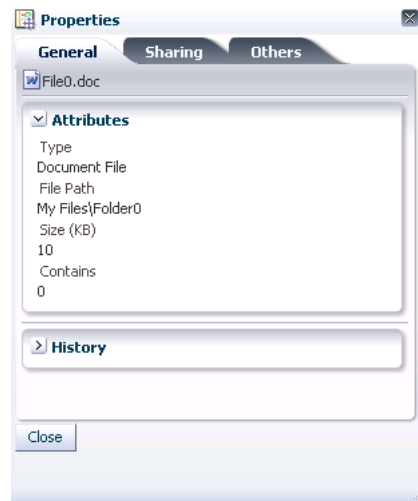 Properties
General Sharing Others
File0.doc
Attributes
Type
Document File
File Path
My Files\Folder0
Size (KB)
10
Contains
0
History
Close